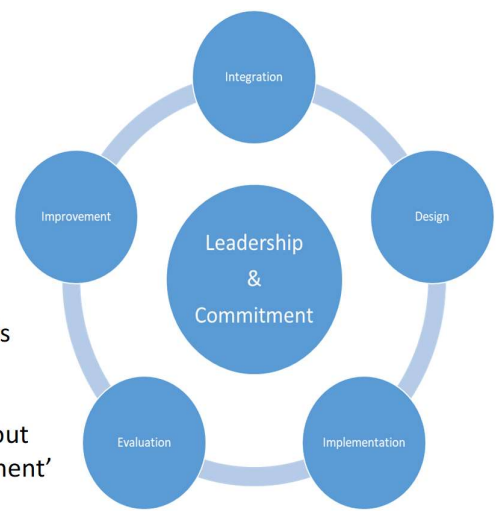 Integration
Improvement
Design
Leadership
&
Commitment
Evaluation
Implementation